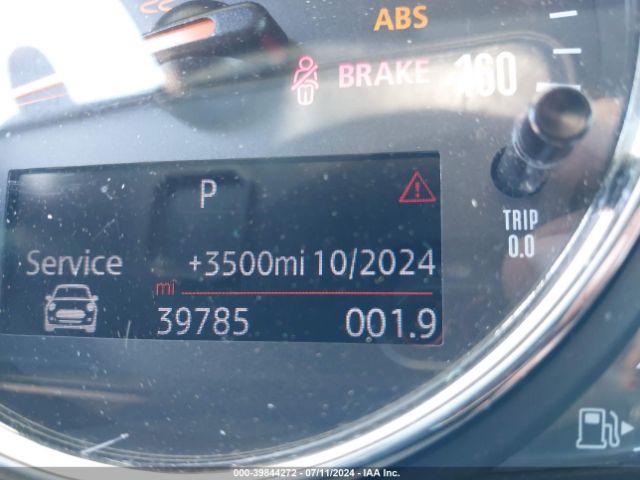 ABS
BRAKE
160
P
TRIP
0.0
Service +3500mi 10/2024
mi
39785 001.9
000-39844272 - 07/11/2024 - IAA Inc.